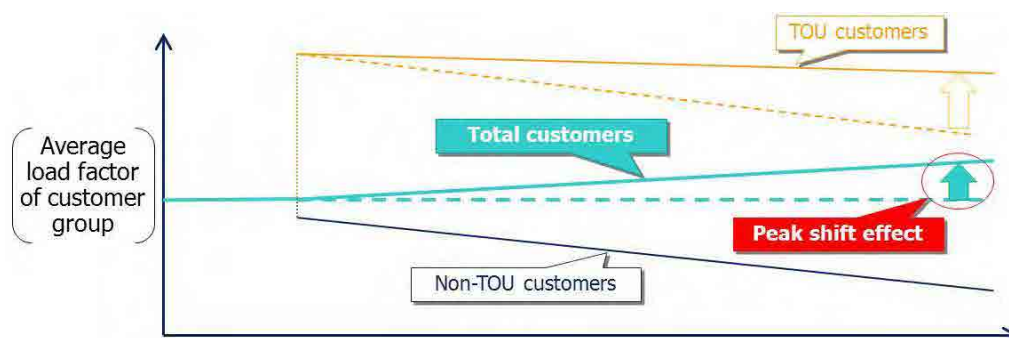 TOU customers
Total customers
Average
load factor
of customer
group
Peak shift effect
Non-TOU customers